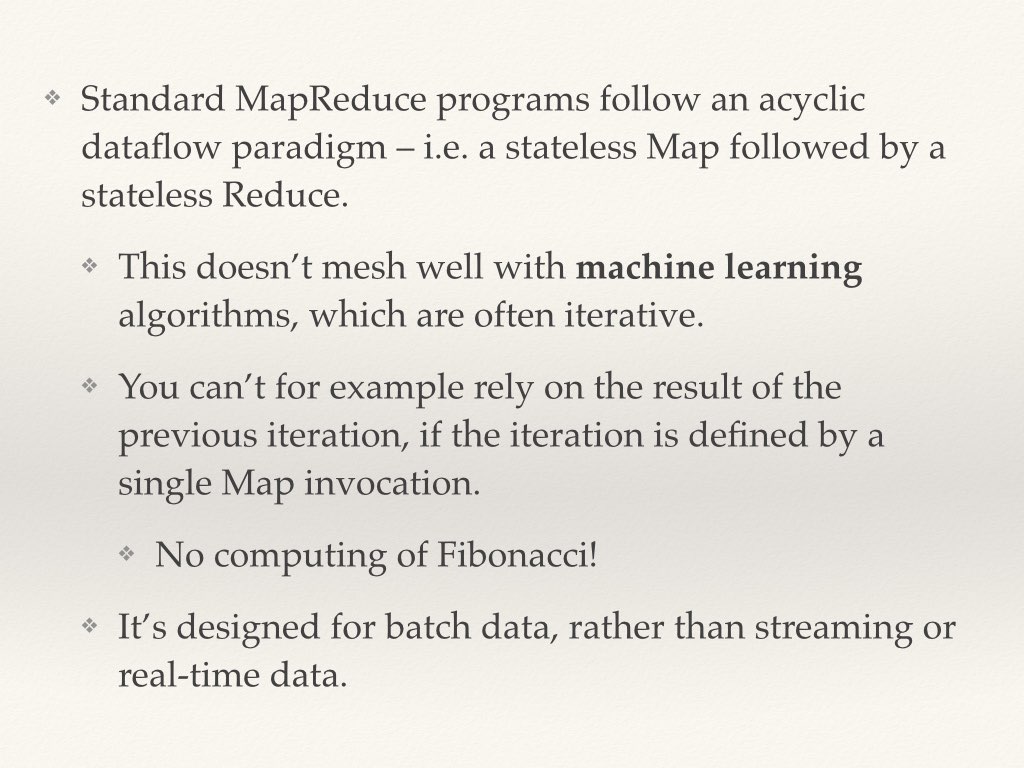 ❖ Standard MapReduce programs follow an acyclic
dataflow paradigm – i.e. a stateless Map followed by a
stateless Reduce.
❖ This doesn’t mesh well with machine learning
algorithms, which are often iterative.
❖ You can’t for example rely on the result of the
previous iteration, if the iteration is defined by a
single Map invocation.
❖ No computing of Fibonacci!
❖ It’s designed for batch data, rather than streaming or
real-time data.